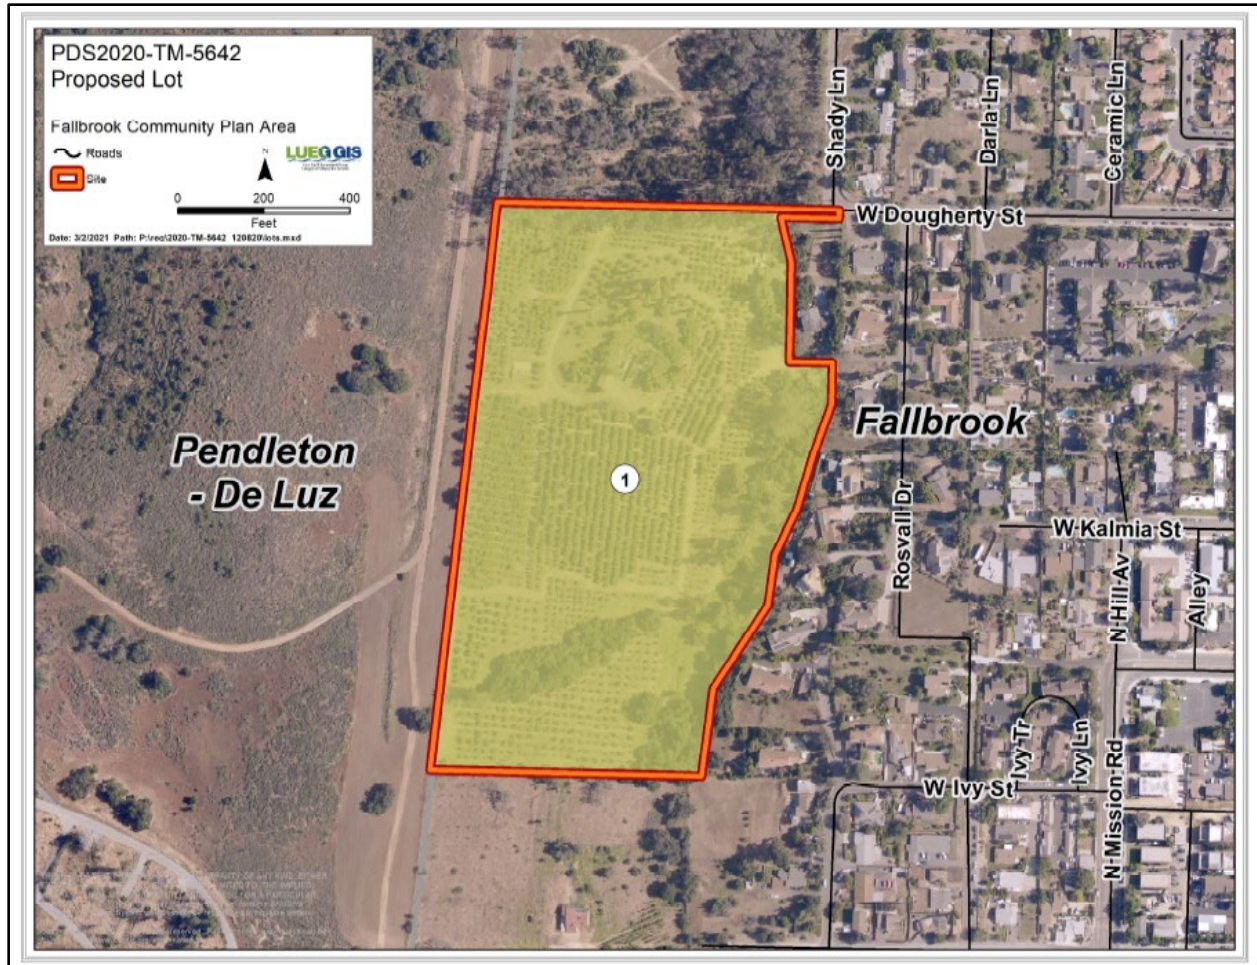 PDS2020-TM-5642
Proposed Lot
Fallbrook Community Plan Area
Roads
Site
N
LUEG GIS
0 200 400
Feet
Date: 3/2/2021 Path: P:\req\2020-TM-5642_120820\lots.mxd
Shady Ln
Darla Ln
Ceramic Ln
W Dougherty St
Fallbrook
Pendleton
- De Luz
1
Rosvall Dr
W Kalmia St
N Hill Av
Alley
Ivy Tr
Ivy Ln
W Ivy St
N Mission Rd